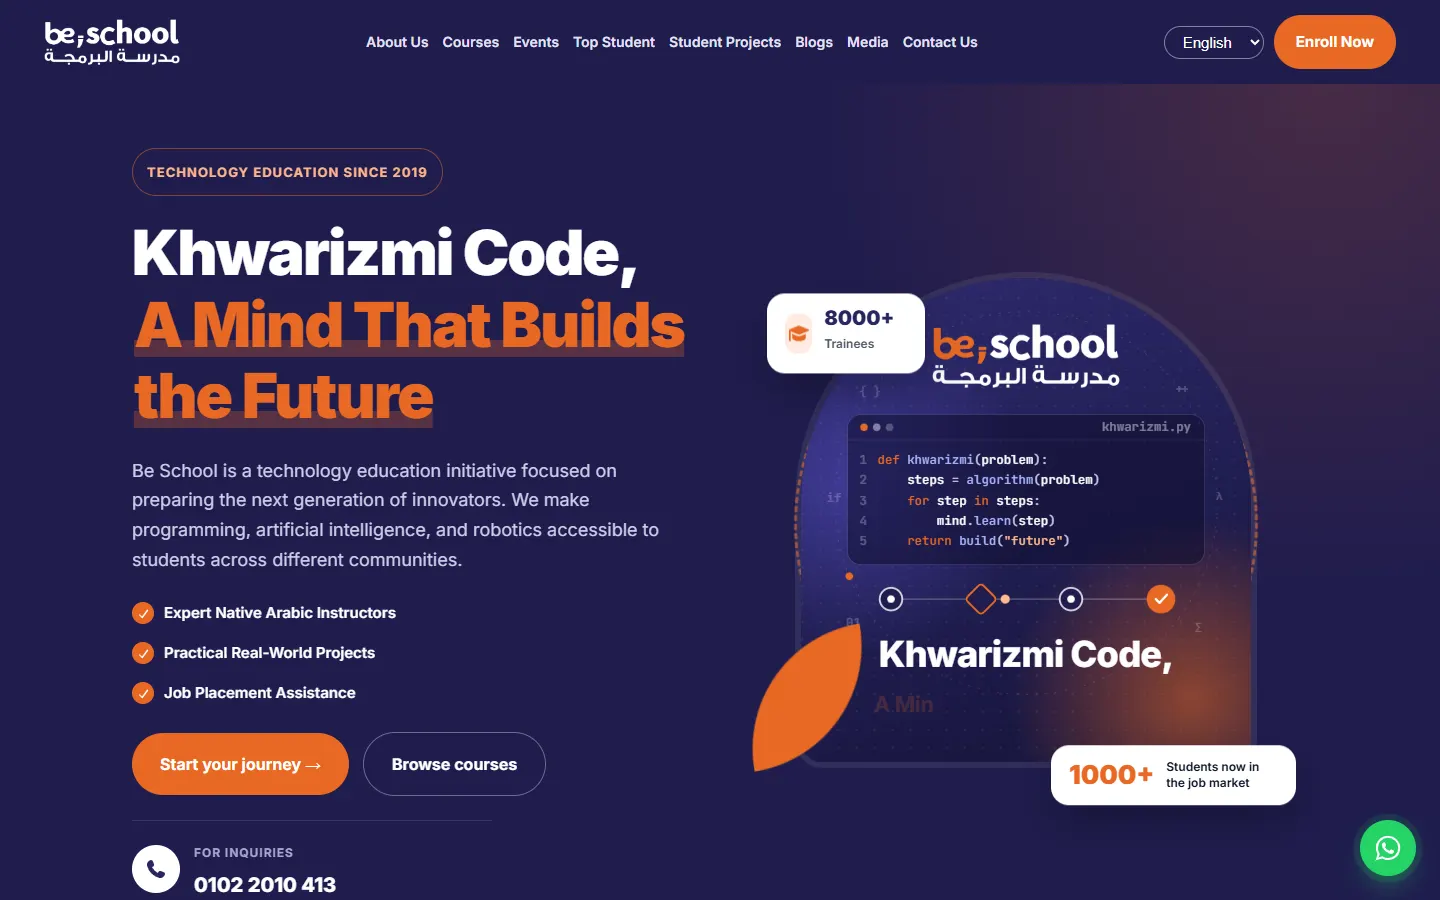 be;school
مدرسة البرمجة
About Us
Courses
Events
Top Student
Student Projects
Blogs
Media
Contact Us
English
Enroll Now
TECHNOLOGY EDUCATION SINCE 2019
Khwarizmi Code,
A Mind That Builds
the Future
Be School is a technology education initiative focused on
preparing the next generation of innovators. We make
programming, artificial intelligence, and robotics accessible to
students across different communities.
Expert Native Arabic Instructors
Practical Real-World Projects
Job Placement Assistance
Start your journey →
Browse courses
FOR INQUIRIES
0102 2010 413
8000+
Trainees
be;school
مدرسة البرمجة
{ }
++
khwarizmi.py
1 def khwarizmi(problem):
2 steps = algorithm(problem)
3 for step in steps:
4 mind.learn(step)
5 return build("future")
if
λ
01
Σ
Khwarizmi Code,
A Min
1000+
Students now in
the job market